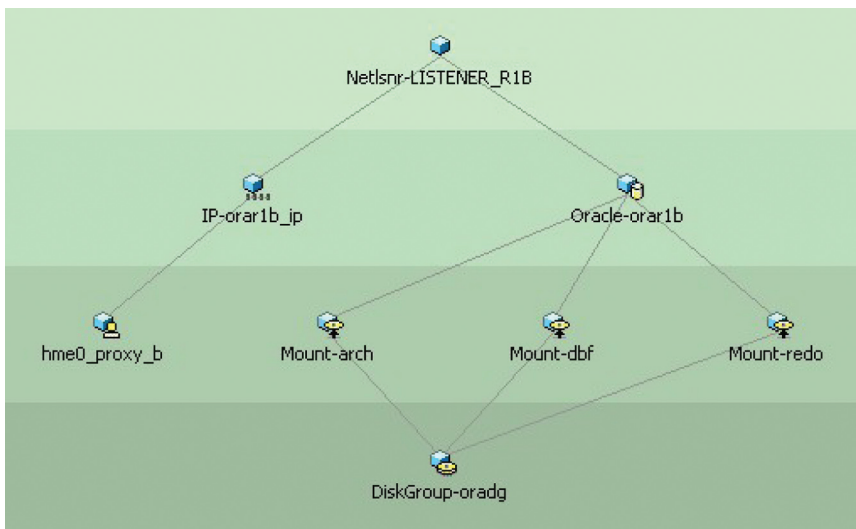 Netlsnr-LISTENER_R1B
IP-orar1b_ip
Oracle-orar1b
hme0_proxy_b
Mount-arch
Mount-dbf
Mount-redo
DiskGroup-oradg